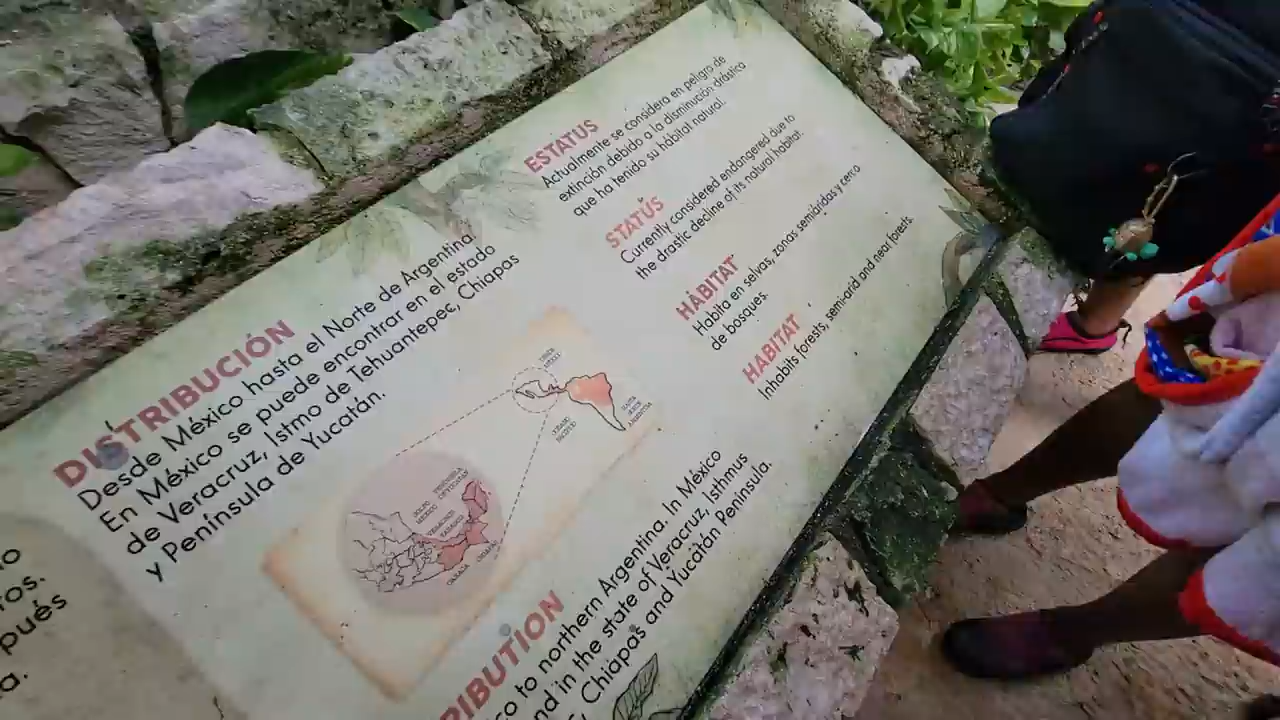 o
ros.
pués
a.
DISTRIBUCIÓN
Desde México hasta el Norte de Argentina.
En México se puede encontrar en el estado
de Veracruz, Istmo de Tehuantepec, Chiapas
y Península de Yucatán.
RIBUTION
co to northern Argentina. In México
nd in the state of Veracruz, Isthmus
, Chiapas and Yucatán Peninsula.
ESTATUS
Actualmente se considera en peligro de
extinción debido a la disminución drástica
que ha tenido su hábitat natural.
STATUS
Currently considered endangered due to
the drastic decline of its natural habitat.
HÁBITAT
Habita en selvas, zonas semiáridas y cerca
de bosques.
HABITAT
Inhabits forests, semi-arid and near forests.